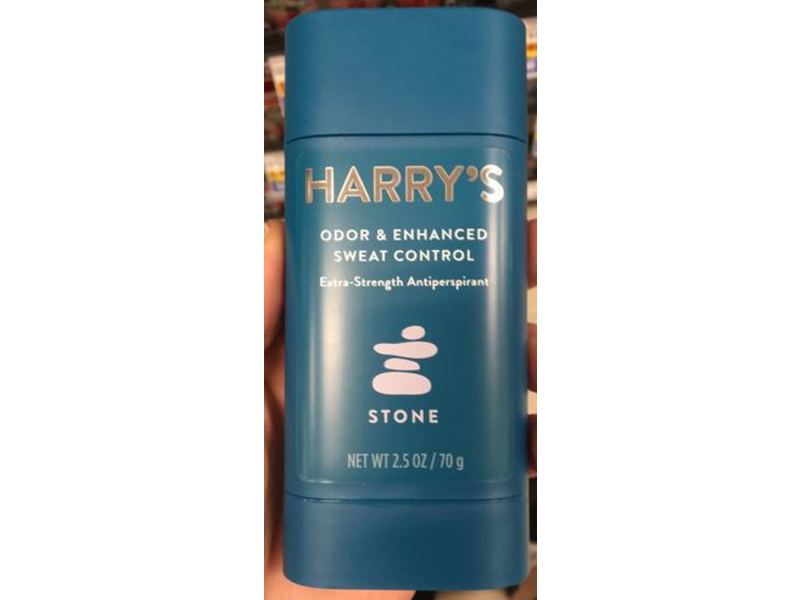 HARRY'S
ODOR & ENHANCED
SWEAT CONTROL
Extra-Strength Antiperspirant
STONE
NET WT 2.5 OZ / 70 g